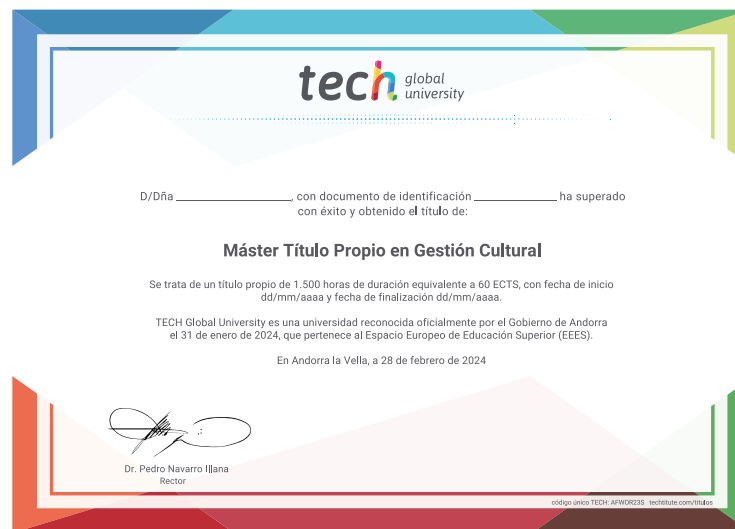 tech global university
D/Dña ____________________, con documento de identificación ______________ ha superado
con éxito y obtenido el título de:
Máster Título Propio en Gestión Cultural
Se trata de un título propio de 1.500 horas de duración equivalente a 60 ECTS, con fecha de inicio
dd/mm/aaaa y fecha de finalización dd/mm/aaaa.
TECH Global University es una universidad reconocida oficialmente por el Gobierno de Andorra
el 31 de enero de 2024, que pertenece al Espacio Europeo de Educación Superior (EEES).
En Andorra la Vella, a 28 de febrero de 2024
Dr. Pedro Navarro Illana
Rector
código único TECH: AFWOR23S techtitute.com/titulos